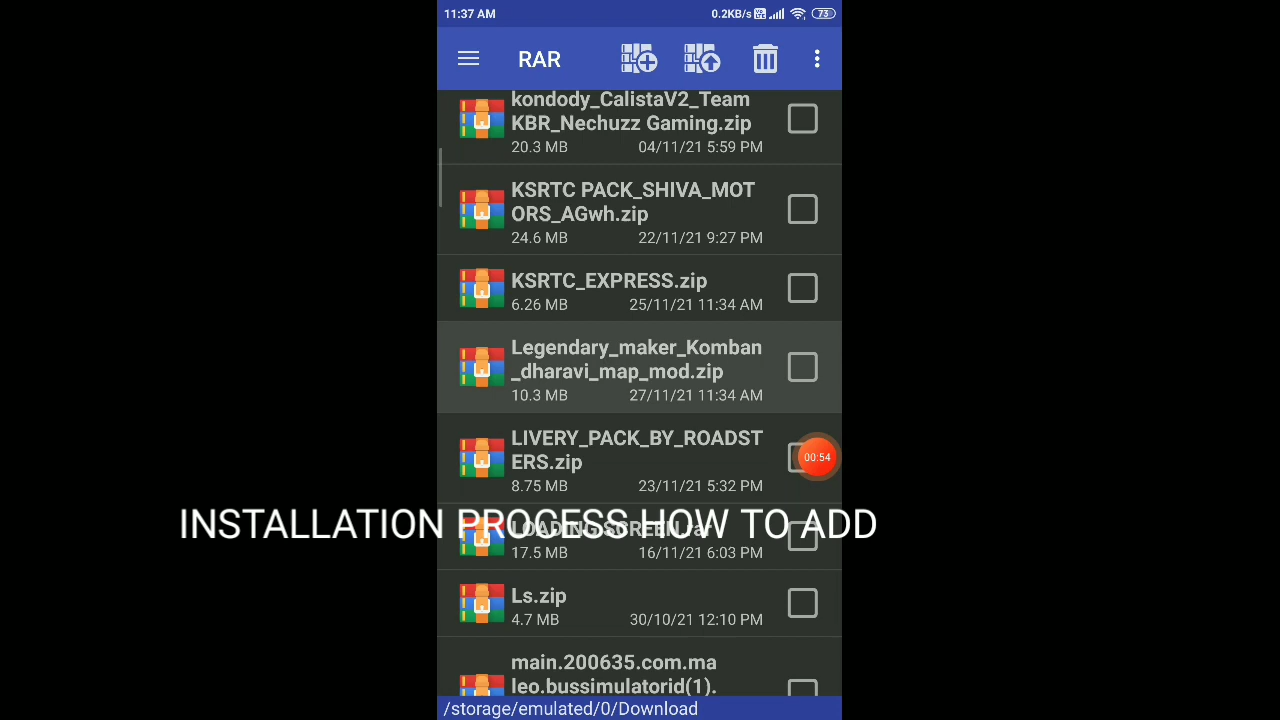 11:37 AM
0.2KB/s
73
RAR
kondody_CalistaV2_Team
KBR_Nechuzz Gaming.zip
20.3 MB
04/11/21 5:59 PM
KSRTC PACK_SHIVA_MOT
ORS_AGwh.zip
24.6 MB
22/11/21 9:27 PM
KSRTC_EXPRESS.zip
6.26 MB
25/11/21 11:34 AM
Legendary_maker_Komban
_dharavi_map_mod.zip
10.3 MB
27/11/21 11:34 AM
LIVERY_PACK_BY_ROADST
ERS.zip
00:54
8.75 MB
23/11/21 5:32 PM
INSTALLATION PROCESS HOW TO ADD
LOADING SCREEN.rar
17.5 MB
16/11/21 6:03 PM
Ls.zip
4.7 MB
30/10/21 12:10 PM
main.200635.com.ma
leo.bussimulatorid(1).
/storage/emulated/0/Download